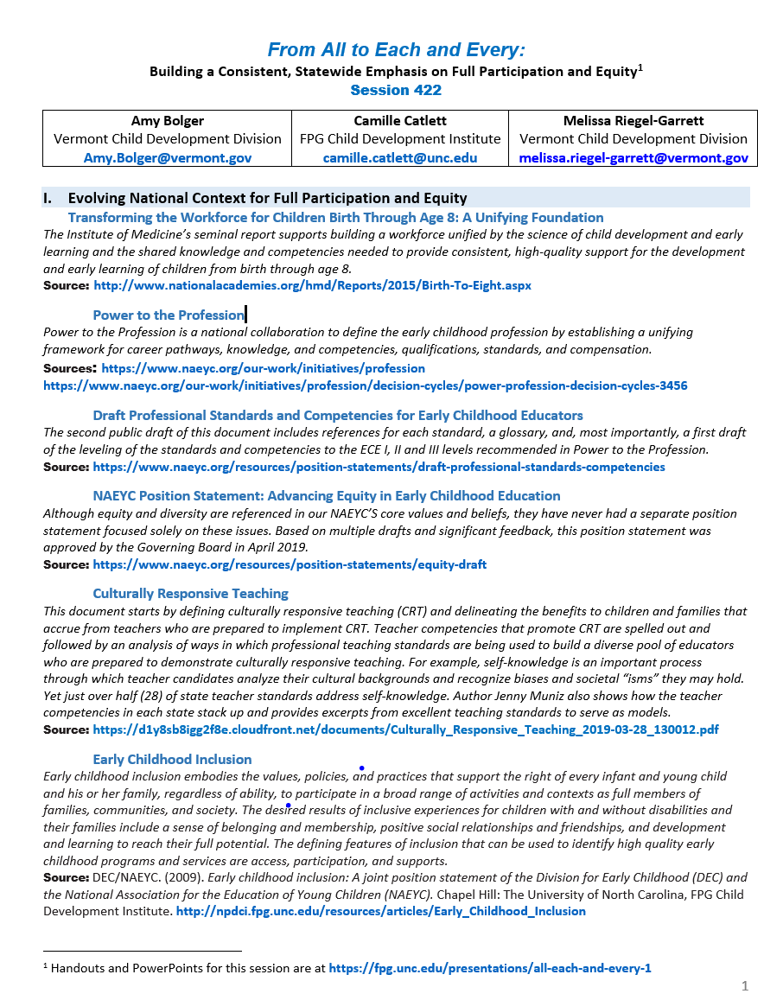 From All to Each and Every:
Building a Consistent, Statewide Emphasis on Full Participation and Equity1
Session 422
Amy Bolger
Vermont Child Development Division
Amy.Bolger@vermont.gov
Camille Catlett
FPG Child Development Institute
camille.catlett@unc.edu
Melissa Riegel-Garrett
Vermont Child Development Division
melissa.riegel-garrett@vermont.gov
I. Evolving National Context for Full Participation and Equity
Transforming the Workforce for Children Birth Through Age 8: A Unifying Foundation
The Institute of Medicine's seminal report supports building a workforce unified by the science of child development and early
learning and the shared knowledge and competencies needed to provide consistent, high-quality support for the development
and early learning of children from birth through age 8.
Source: http://www.nationalacademies.org/hmd/Reports/2015/Birth-To-Eight.aspx
Power to the Profession
Power to the Profession is a national collaboration to define the early childhood profession by establishing a unifying
framework for career pathways, knowledge, and competencies, qualifications, standards, and compensation.
Sources: https://www.naeyc.org/our-work/initiatives/profession
https://www.naeyc.org/our-work/initiatives/profession/decision-cycles/power-profession-decision-cycles-3456
Draft Professional Standards and Competencies for Early Childhood Educators
The second public draft of this document includes references for each standard, a glossary, and, most importantly, a first draft
of the leveling of the standards and competencies to the ECE I, II and III levels recommended in Power to the Profession.
Source: https://www.naeyc.org/resources/position-statements/draft-professional-standards-competencies
NAEYC Position Statement: Advancing Equity in Early Childhood Education
Although equity and diversity are referenced in our NAEYC'S core values and beliefs, they have never had a separate position
statement focused solely on these issues. Based on multiple drafts and significant feedback, this position statement was
approved by the Governing Board in April 2019.
Source: https://www.naeyc.org/resources/position-statements/equity-draft
Culturally Responsive Teaching
This document starts by defining culturally responsive teaching (CRT) and delineating the benefits to children and families that
accrue from teachers who are prepared to implement CRT. Teacher competencies that promote CRT are spelled out and
followed by an analysis of ways in which professional teaching standards are being used to build a diverse pool of educators
who are prepared to demonstrate culturally responsive teaching. For example, self-knowledge is an important process
through which teacher candidates analyze their cultural backgrounds and recognize biases and societal “isms” they may hold.
Yet just over half (28) of state teacher standards address self-knowledge. Author Jenny Muniz also shows how the teacher
competencies in each state stack up and provides excerpts from excellent teaching standards to serve as models.
Source: https://d1y8sb8igg2f8e.cloudfront.net/documents/Culturally_Responsive_Teaching_2019-03-28_130012.pdf
Early Childhood Inclusion
Early childhood inclusion embodies the values, policies, and practices that support the right of every infant and young child
and his or her family, regardless of ability, to participate in a broad range of activities and contexts as full members of
families, communities, and society. The desired results of inclusive experiences for children with and without disabilities and
their families include a sense of belonging and membership, positive social relationships and friendships, and development
and learning to reach their full potential. The defining features of inclusion that can be used to identify high quality early
childhood programs and services are access, participation, and supports.
Source: DEC/NAEYC. (2009). Early childhood inclusion: A joint position statement of the Division for Early Childhood (DEC) and
the National Association for the Education of Young Children (NAEYC). Chapel Hill: The University of North Carolina, FPG Child
Development Institute. http://npdci.fpg.unc.edu/resources/articles/Early_Childhood_Inclusion
1 Handouts and PowerPoints for this session are at https://fpg.unc.edu/presentations/all-each-and-every-1
1